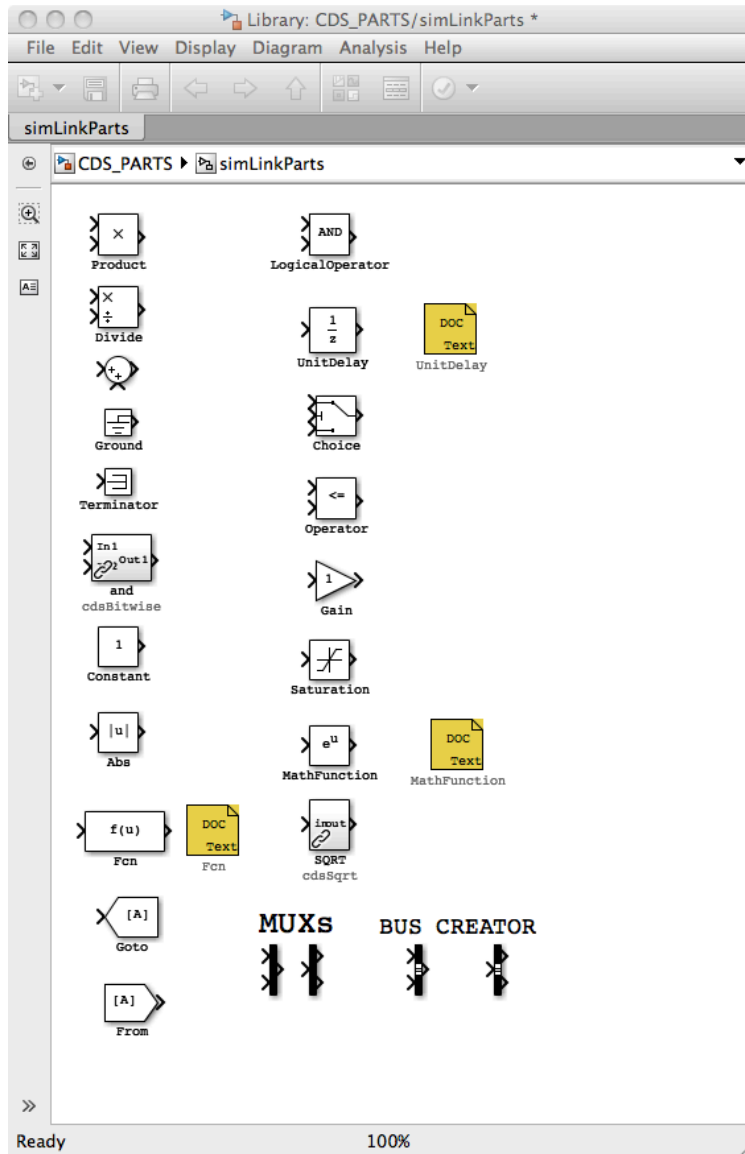 Library: CDS_PARTS/simLinkParts *
File Edit View Display Diagram Analysis Help
simLinkParts
CDS_PARTS simLinkParts
×
Product
AND
LogicalOperator
×
÷
Divide
1
z
UnitDelay
DOC
Text
UnitDelay
+
+
Ground
Choice
Terminator
<=
Operator
In1
Out1
and
cdsBitwise
1
Gain
1
Constant
Saturation
|u|
Abs
e^u
MathFunction
DOC
Text
MathFunction
f(u)
Fcn
DOC
Text
Fcn
SQRT
cdsSqrt
[A]
Goto
MUXs
BUS CREATOR
[A]
From
Ready
100%